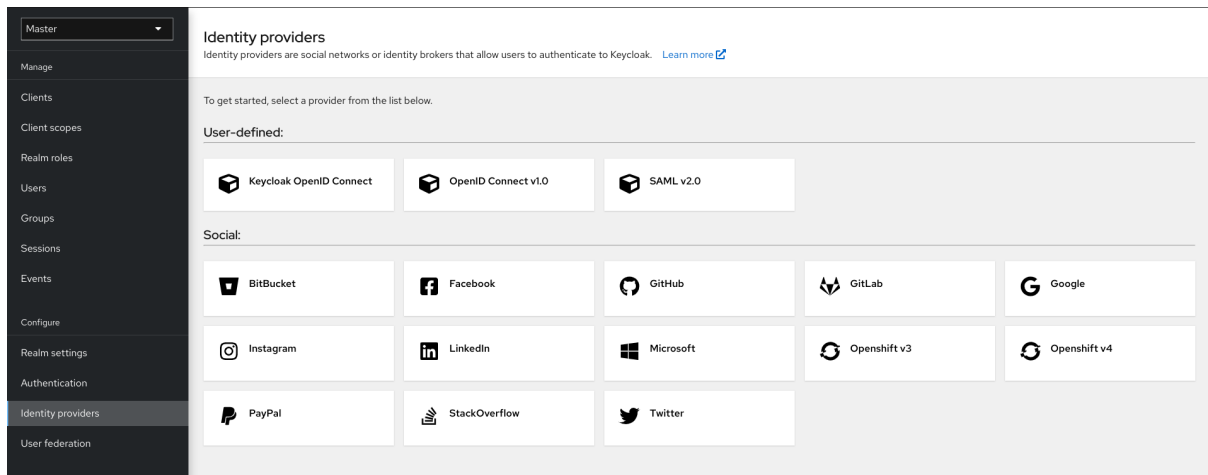 Master
Manage
Clients
Client scopes
Realm roles
Users
Groups
Sessions
Events
Configure
Realm settings
Authentication
Identity providers
User federation
Identity providers
Identity providers are social networks or identity brokers that allow users to authenticate to Keycloak. Learn more
To get started, select a provider from the list below.
User-defined:
Keycloak OpenID Connect
OpenID Connect v1.0
SAML v2.0
Social:
BitBucket
Facebook
GitHub
GitLab
Google
Instagram
LinkedIn
Microsoft
Openshift v3
Openshift v4
PayPal
StackOverflow
Twitter